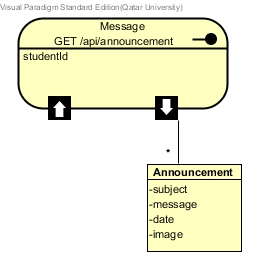 Visual Paradigm Standard Edition(Qatar University)
Message
GET /api/announcement
studentId
*
Announcement
-subject
-message
-date
-image